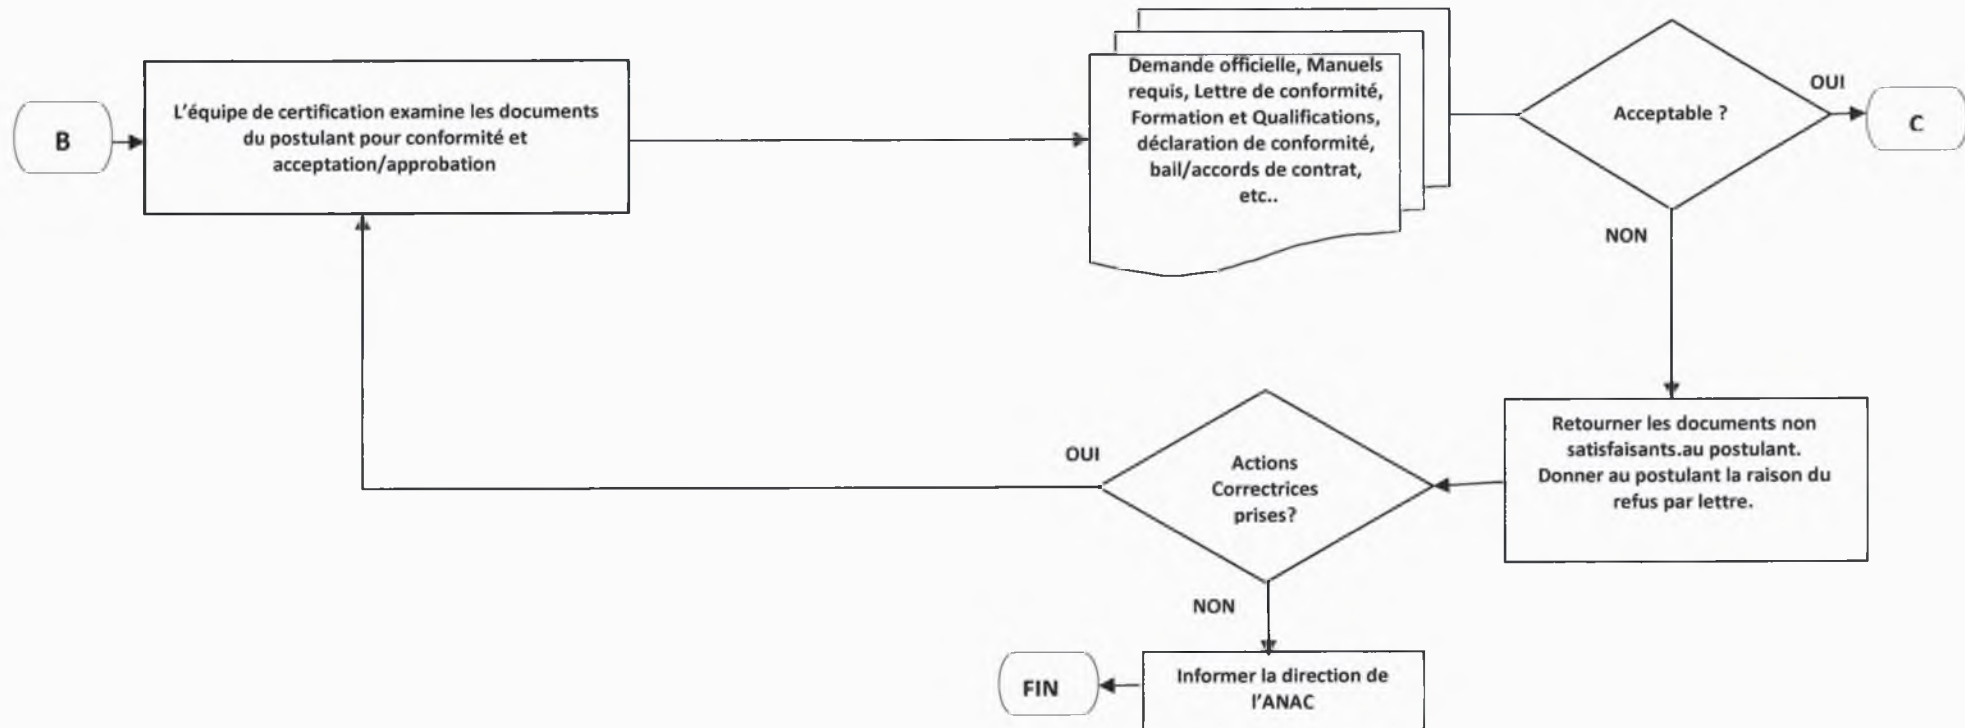 B
L'équipe de certification examine les documents
du postulant pour conformité et
acceptation/approbation
Demande officielle, Manuels
requis, Lettre de conformité,
Formation et Qualifications,
déclaration de conformité,
bail/accords de contrat,
etc..
Acceptable ?
OUI
C
NON
Retourner les documents non
satisfaisants.au postulant.
Donner au postulant la raison du
refus par lettre.
OUI
Actions
Correctrices
prises?
NON
Informer la direction de
l'ANAC
FIN